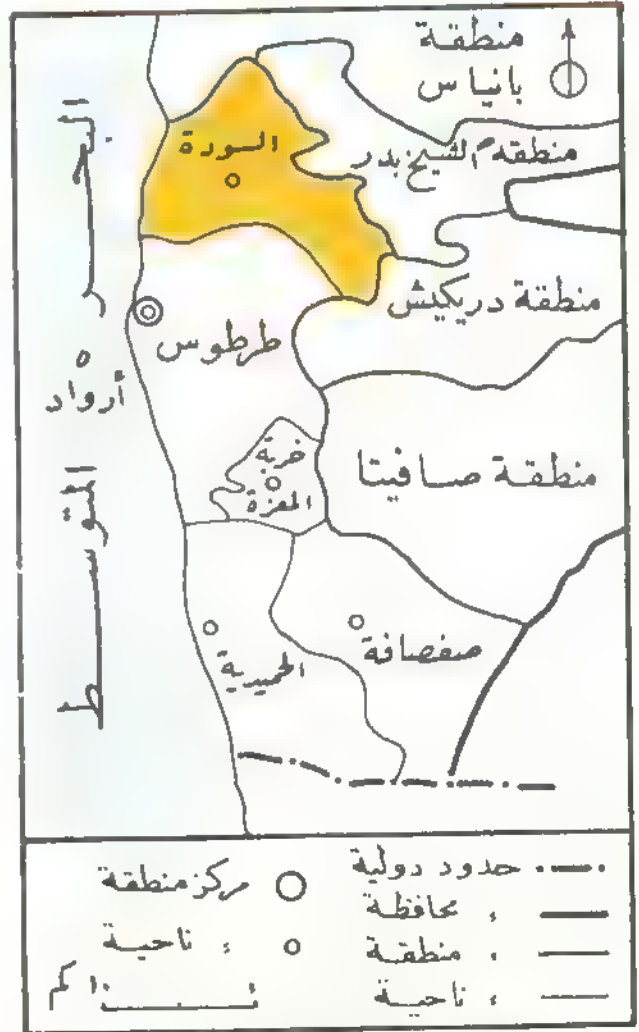 منطقة
بانياس
السودة
منطقة الشيخ بدر
منطقة دريكيش
البحر
طرطوس
أرواد
خربة
المعزة
منطقة صافيتا
المتوسط
صفصافة
الحميدية
حدود دولية
، محافظة
، منطقة
، ناحية
مركز منطقة
، ناحية
١٠ كم